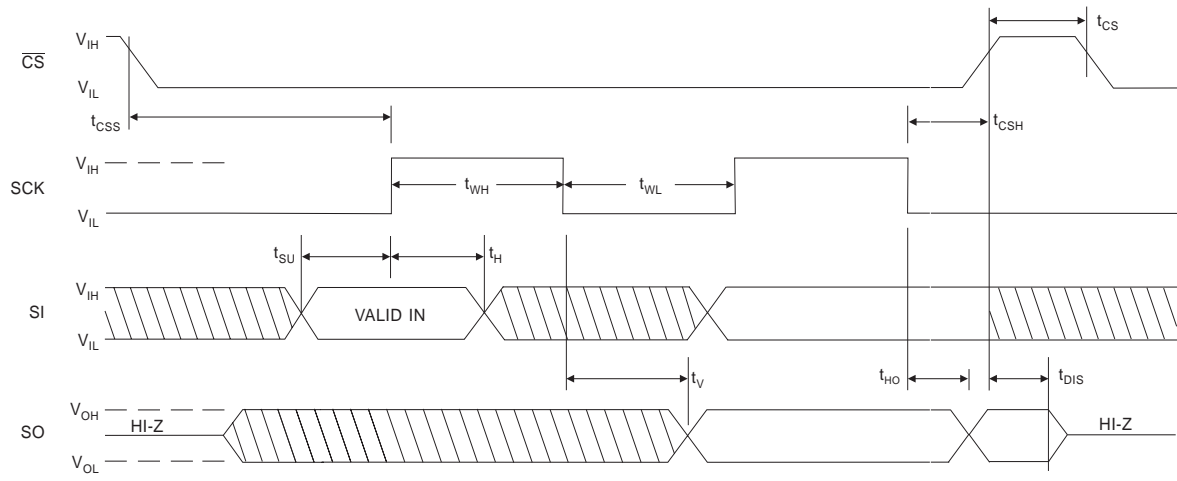 V_IH
t_CS
C̅S̅
V_IL
t_CSS
t_CSH
V_IH
SCK
t_WH
t_WL
V_IL
t_SU
t_H
V_IH
SI
VALID IN
V_IL
t_V
t_HO
t_DIS
V_OH
SO
HI-Z
HI-Z
V_OL